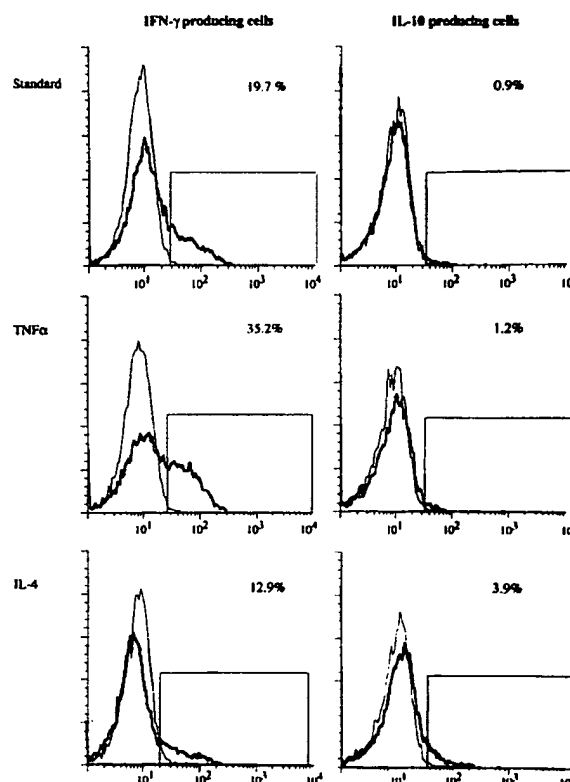 IFN-γ producing cells IL-10 producing cells
Standard 19.7 % 0.9%
10¹ 10² 10³ 10⁴ 10¹ 10² 10³
TNFα 35.2% 1.2%
10¹ 10² 10³ 10⁴ 10¹ 10² 10³
IL-4 12.9% 3.9%
10¹ 10² 10³ 10⁴ 10¹ 10² 10³